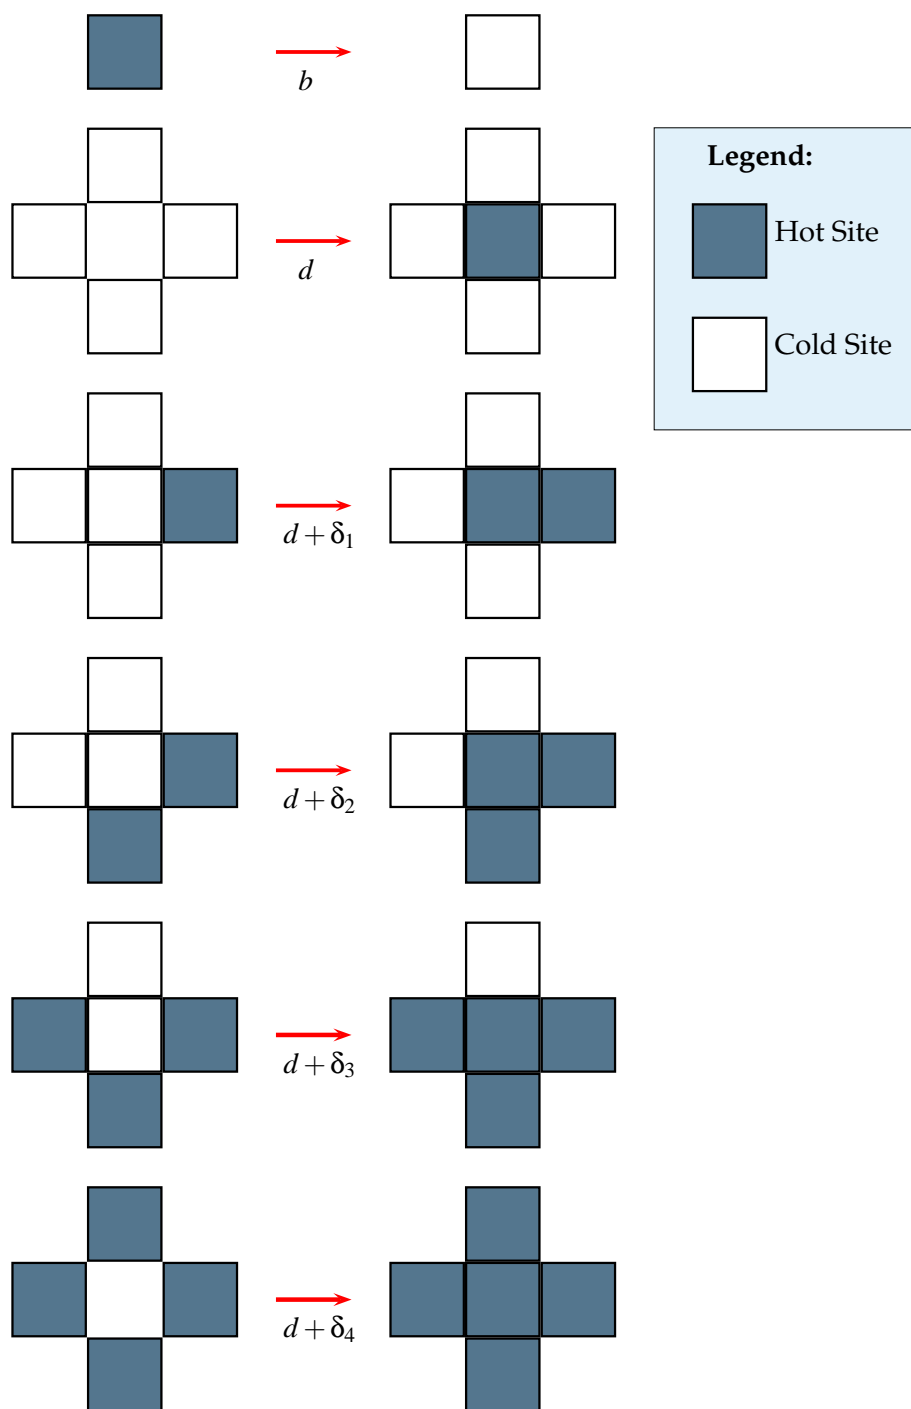 b
Legend:
Hot Site
d
Cold Site
d + δ₁
d + δ₂
d + δ₃
d + δ₄